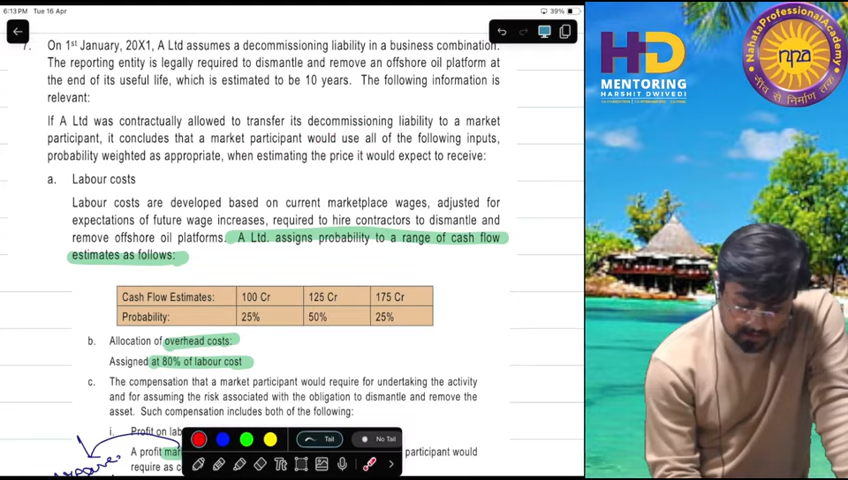 6:13 PM Tue 16 Apr
39%
7. On 1st January, 20X1, A Ltd assumes a decommissioning liability in a business combination.
The reporting entity is legally required to dismantle and remove an offshore oil platform at
the end of its useful life, which is estimated to be 10 years. The following information is
relevant:
If A Ltd was contractually allowed to transfer its decommissioning liability to a market
participant, it concludes that a market participant would use all of the following inputs,
probability weighted as appropriate, when estimating the price it would expect to receive:
a. Labour costs
Labour costs are developed based on current marketplace wages, adjusted for
expectations of future wage increases, required to hire contractors to dismantle and
remove offshore oil platforms. A Ltd. assigns probability to a range of cash flow
estimates as follows:
Cash Flow Estimates: 100 Cr 125 Cr 175 Cr
Probability: 25% 50% 25%
b. Allocation of overhead costs:
Assigned at 80% of labour cost
c. The compensation that a market participant would require for undertaking the activity
and for assuming the risk associated with the obligation to dismantle and remove the
asset. Such compensation includes both of the following:
i. Profit on
A profit participant would
require as
Tail
No Tail
HD
MENTORING
HARSHIT DWIVEDI
Nahata Professional Academy
npa
नींव से निर्माण तक